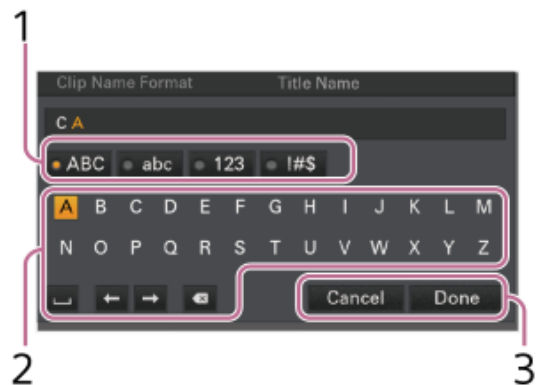 1
Clip Name Format Title Name
C A
ABC abc 123 !#$
A B C D E F G H I J K L M
N O P Q R S T U V W X Y Z
Cancel Done
2 3